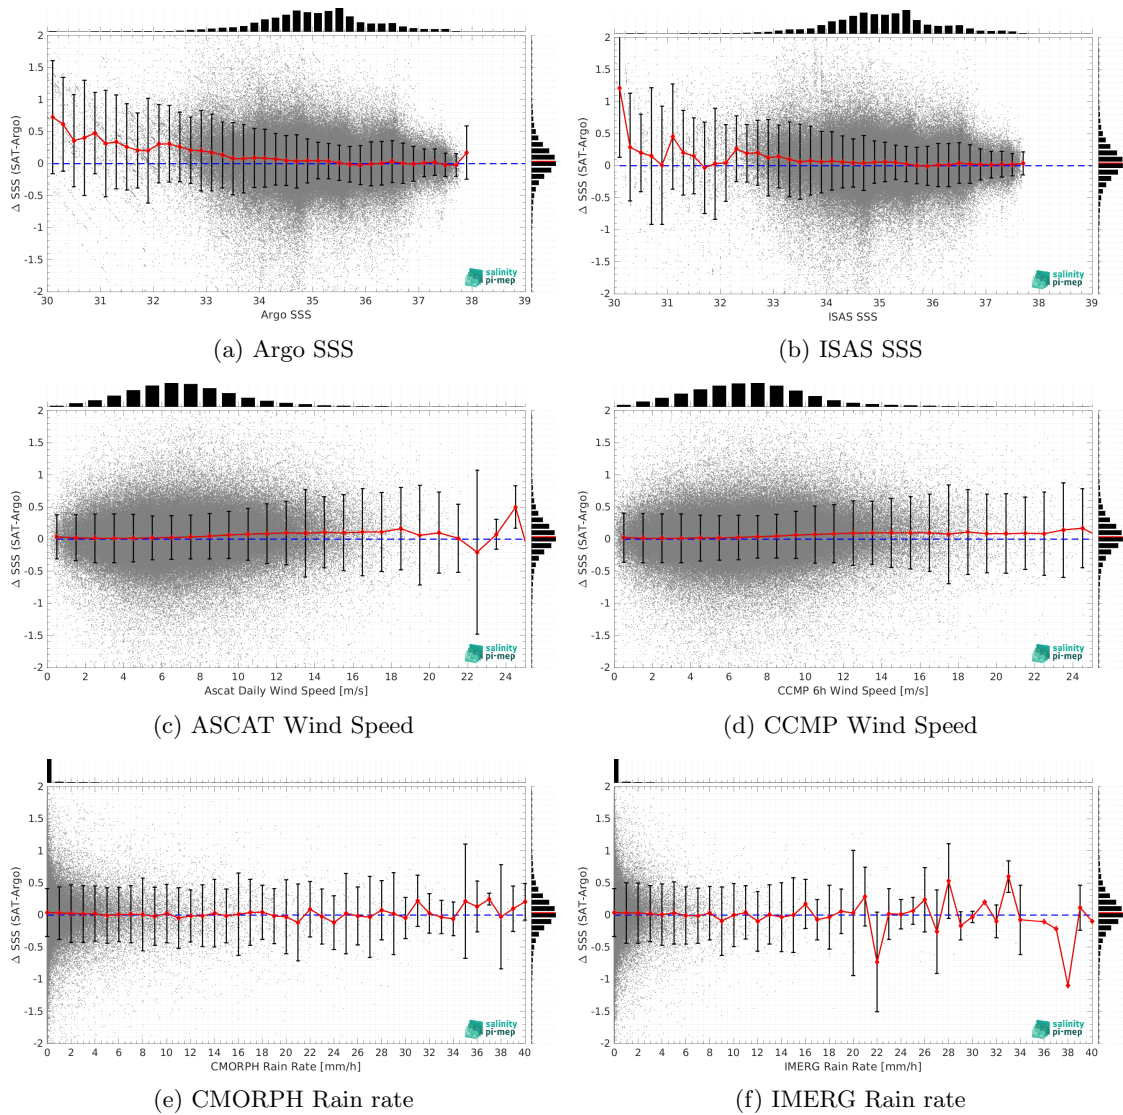 2
1.5
1
0.5
0
-0.5
-1
-1.5
-2
Δ SSS (SAT-Argo)
30 31 32 33 34 35 36 37 38 39
Argo SSS
salinity
pi-mep
(a) Argo SSS
2
1.5
1
0.5
0
-0.5
-1
-1.5
-2
Δ SSS (SAT-Argo)
30 31 32 33 34 35 36 37 38 39
ISAS SSS
salinity
pi-mep
(b) ISAS SSS
2
1.5
1
0.5
0
-0.5
-1
-1.5
-2
Δ SSS (SAT-Argo)
0 2 4 6 8 10 12 14 16 18 20 22 24
Ascat Daily Wind Speed [m/s]
salinity
pi-mep
(c) ASCAT Wind Speed
2
1.5
1
0.5
0
-0.5
-1
-1.5
-2
Δ SSS (SAT-Argo)
0 2 4 6 8 10 12 14 16 18 20 22 24
CCMP 6h Wind Speed [m/s]
salinity
pi-mep
(d) CCMP Wind Speed
2
1.5
1
0.5
0
-0.5
-1
-1.5
-2
Δ SSS (SAT-Argo)
0 2 4 6 8 10 12 14 16 18 20 22 24 26 28 30 32 34 36 38 40
CMORPH Rain Rate [mm/h]
salinity
pi-mep
(e) CMORPH Rain rate
2
1.5
1
0.5
0
-0.5
-1
-1.5
-2
Δ SSS (SAT-Argo)
0 2 4 6 8 10 12 14 16 18 20 22 24 26 28 30 32 34 36 38 40
IMERG Rain Rate [mm/h]
salinity
pi-mep
(f) IMERG Rain rate